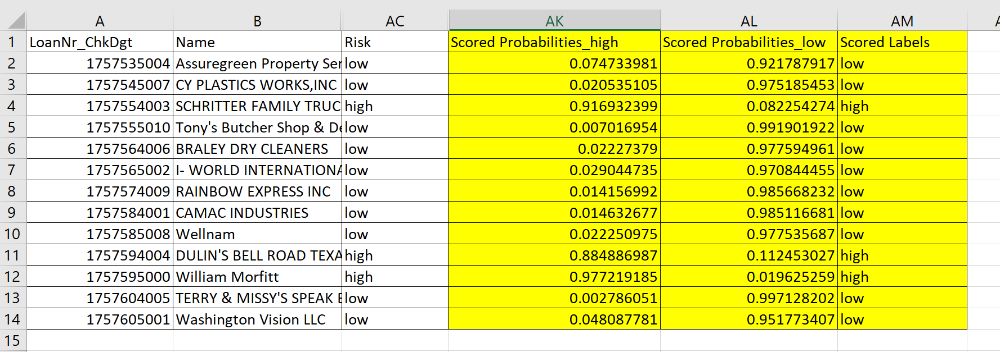 A B AC AK AL AM
1 LoanNr_ChkDgt Name Risk Scored Probabilities_high Scored Probabilities_low Scored Labels
2 1757535004 Assuregreen Property Ser low 0.074733981 0.921787917 low
3 1757545007 CY PLASTICS WORKS,INC low 0.020535105 0.975185453 low
4 1757554003 SCHRITTER FAMILY TRUC high 0.916932399 0.082254274 high
5 1757555010 Tony's Butcher Shop & De low 0.007016954 0.991901922 low
6 1757564006 BRALEY DRY CLEANERS low 0.02227379 0.977594961 low
7 1757565002 I- WORLD INTERNATIONA low 0.029044735 0.970844455 low
8 1757574009 RAINBOW EXPRESS INC low 0.014156992 0.985668232 low
9 1757584001 CAMAC INDUSTRIES low 0.014632677 0.985116681 low
10 1757585008 Wellnam low 0.022250975 0.977535687 low
11 1757594004 DULIN'S BELL ROAD TEXA high 0.884886987 0.112453027 high
12 1757595000 William Morfitt high 0.977219185 0.019625259 high
13 1757604005 TERRY & MISSY'S SPEAK low 0.002786051 0.997128202 low
14 1757605001 Washington Vision LLC low 0.048087781 0.951773407 low
15